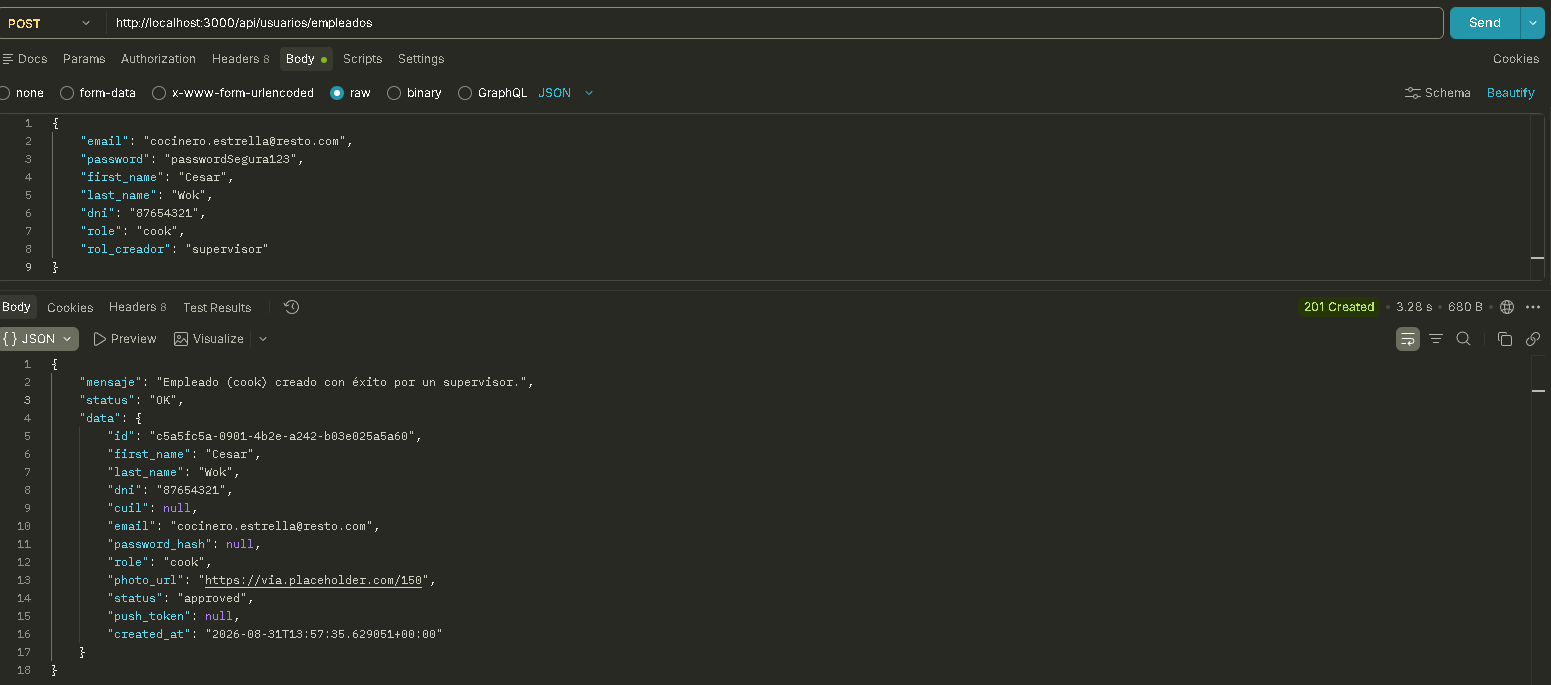 POST http://localhost:3000/api/usuarios/empleados Send
Docs Params Authorization Headers 8 Body Scripts Settings Cookies
none form-data x-www-form-urlencoded raw binary GraphQL JSON Schema Beautify
1 {
2 "email": "cocinero.estrella@resto.com",
3 "password": "passwordSegura123",
4 "first_name": "Cesar",
5 "last_name": "Wok",
6 "dni": "87654321",
7 "role": "cook",
8 "rol_creador": "supervisor"
9 }
Body Cookies Headers 8 Test Results 201 Created • 3.28 s • 680 B •
{} JSON Preview Visualize
1 {
2 "mensaje": "Empleado (cook) creado con éxito por un supervisor.",
3 "status": "OK",
4 "data": {
5 "id": "c5a5fc5a-0901-4b2e-a242-b03e025a5a60",
6 "first_name": "Cesar",
7 "last_name": "Wok",
8 "dni": "87654321",
9 "cuil": null,
10 "email": "cocinero.estrella@resto.com",
11 "password_hash": null,
12 "role": "cook",
13 "photo_url": "https://via.placeholder.com/150",
14 "status": "approved",
15 "push_token": null,
16 "created_at": "2026-08-31T13:57:35.629051+00:00"
17 }
18 }